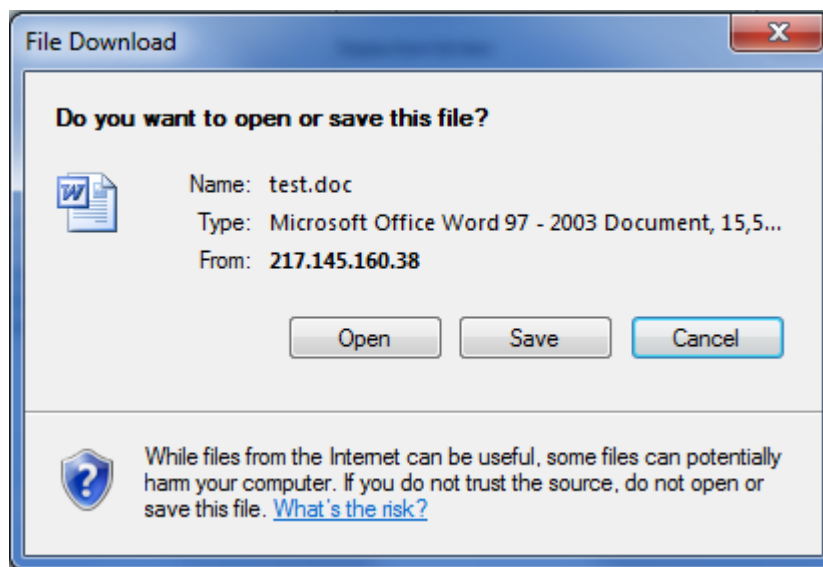 File Download
Do you want to open or save this file?
Name: test.doc
Type: Microsoft Office Word 97 - 2003 Document, 15,5...
From: 217.145.160.38
Open Save Cancel
While files from the Internet can be useful, some files can potentially
harm your computer. If you do not trust the source, do not open or
save this file. What's the risk?